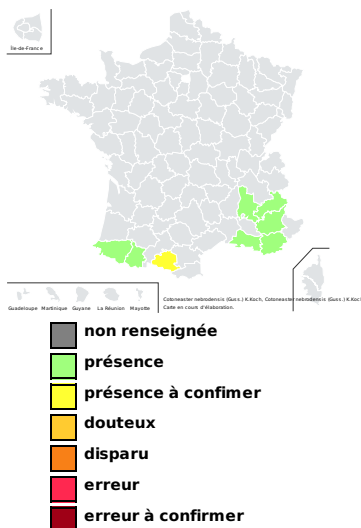 Île-de-France
Guadeloupe Martinique Guyane La Réunion Mayotte
Cotoneaster nebrodensis (Guss.) K.Koch, Cotoneaster nebrodensis (Guss.) K.Koch
Carte en cours d'élaboration.
non renseignée
présence
présence à confimer
douteux
disparu
erreur
erreur à confirmer